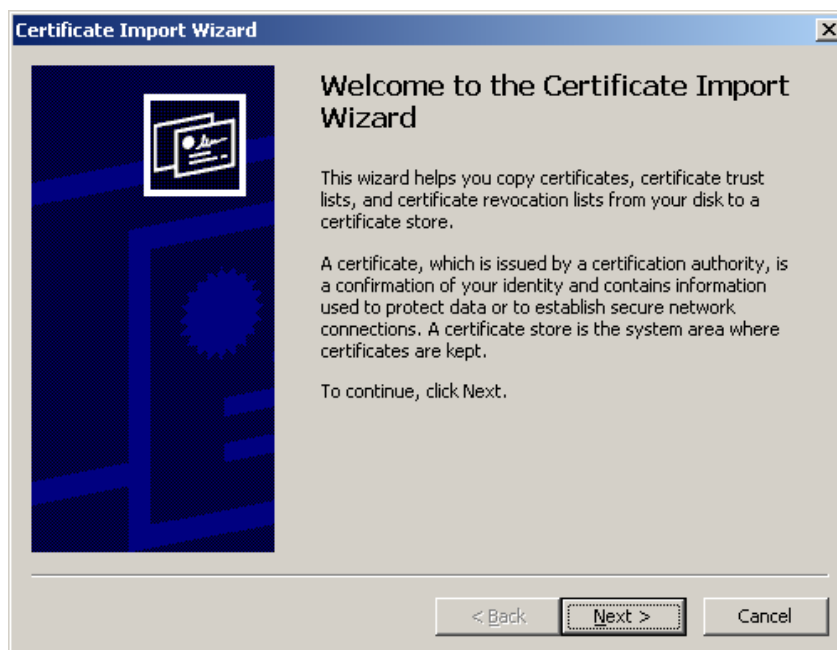 Certificate Import Wizard
Welcome to the Certificate Import
Wizard
This wizard helps you copy certificates, certificate trust
lists, and certificate revocation lists from your disk to a
certificate store.
A certificate, which is issued by a certification authority, is
a confirmation of your identity and contains information
used to protect data or to establish secure network
connections. A certificate store is the system area where
certificates are kept.
To continue, click Next.
< Back
Next >
Cancel